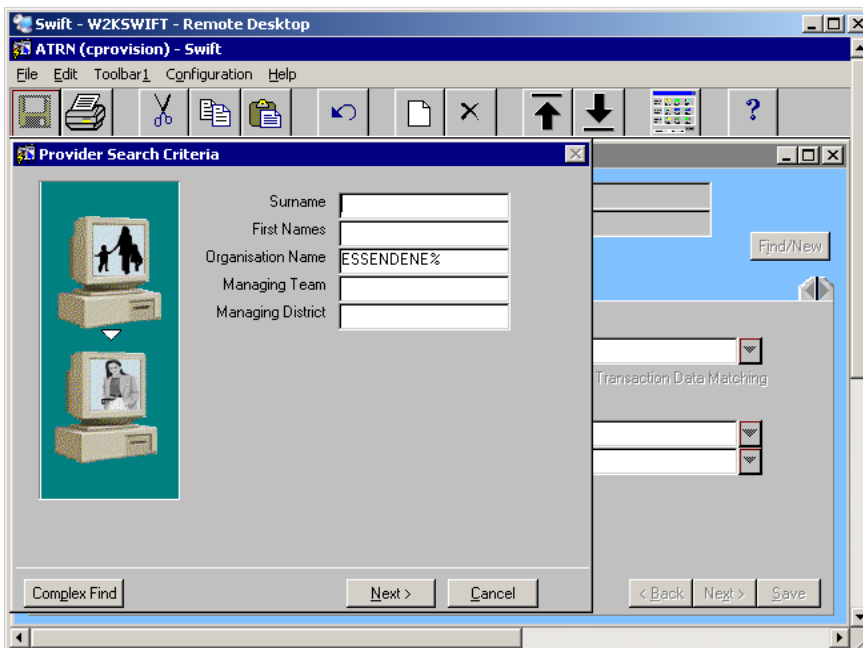 Swift - W2KSWIFT - Remote Desktop
ATRN (cprovision) - Swift
File Edit Toolbar1 Configuration Help
?
Provider Search Criteria
Surname
First Names
Organisation Name ESSENDENE%
Managing Team
Managing District
Find/New
Transaction Data Matching
Complex Find Next > Cancel
< Back Next > Save